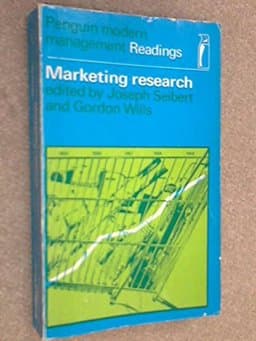 Penguin modern
management Readings
Marketing research
edited by Joseph Seibert
and Gordon Wills